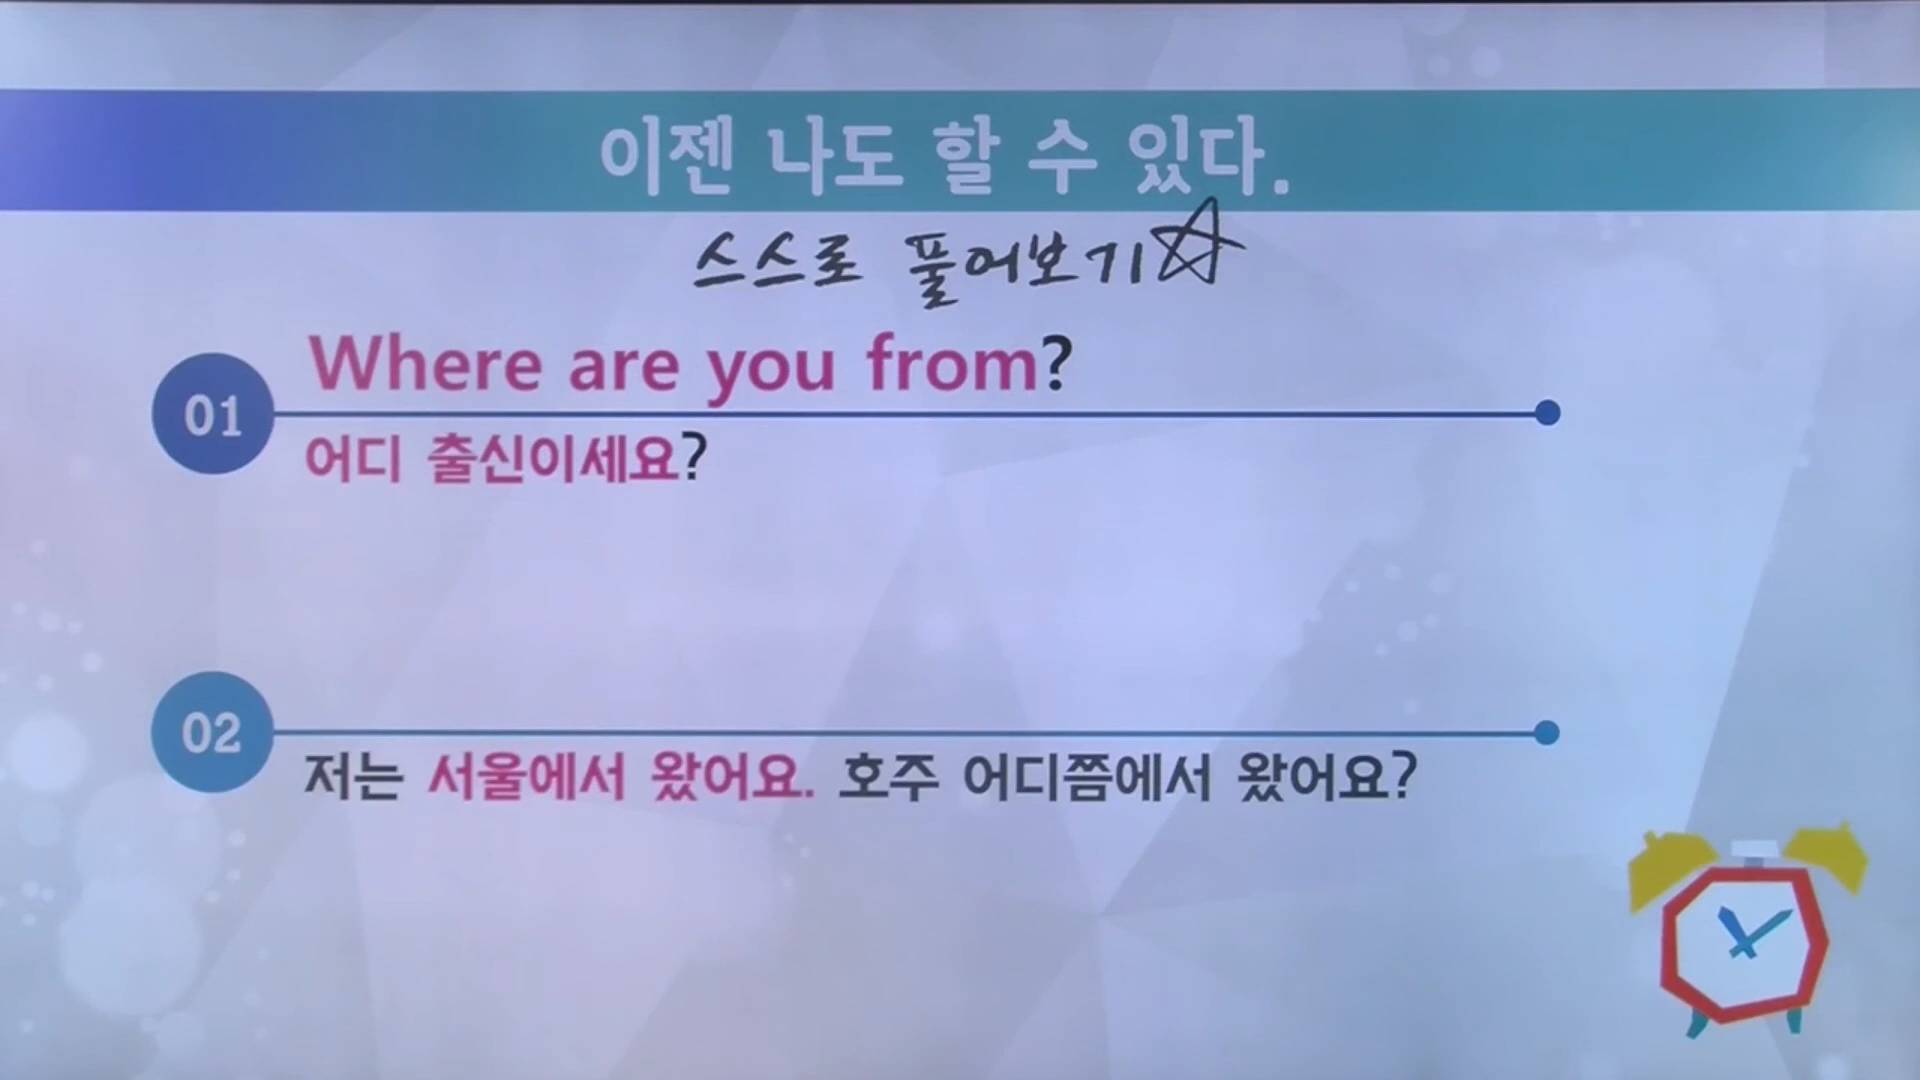 이젠 나도 할 수 있다.
스스로 풀어보기
01
Where are you from?
어디 출신이세요?
02
저는 서울에서 왔어요. 호주 어디쯤에서 왔어요?